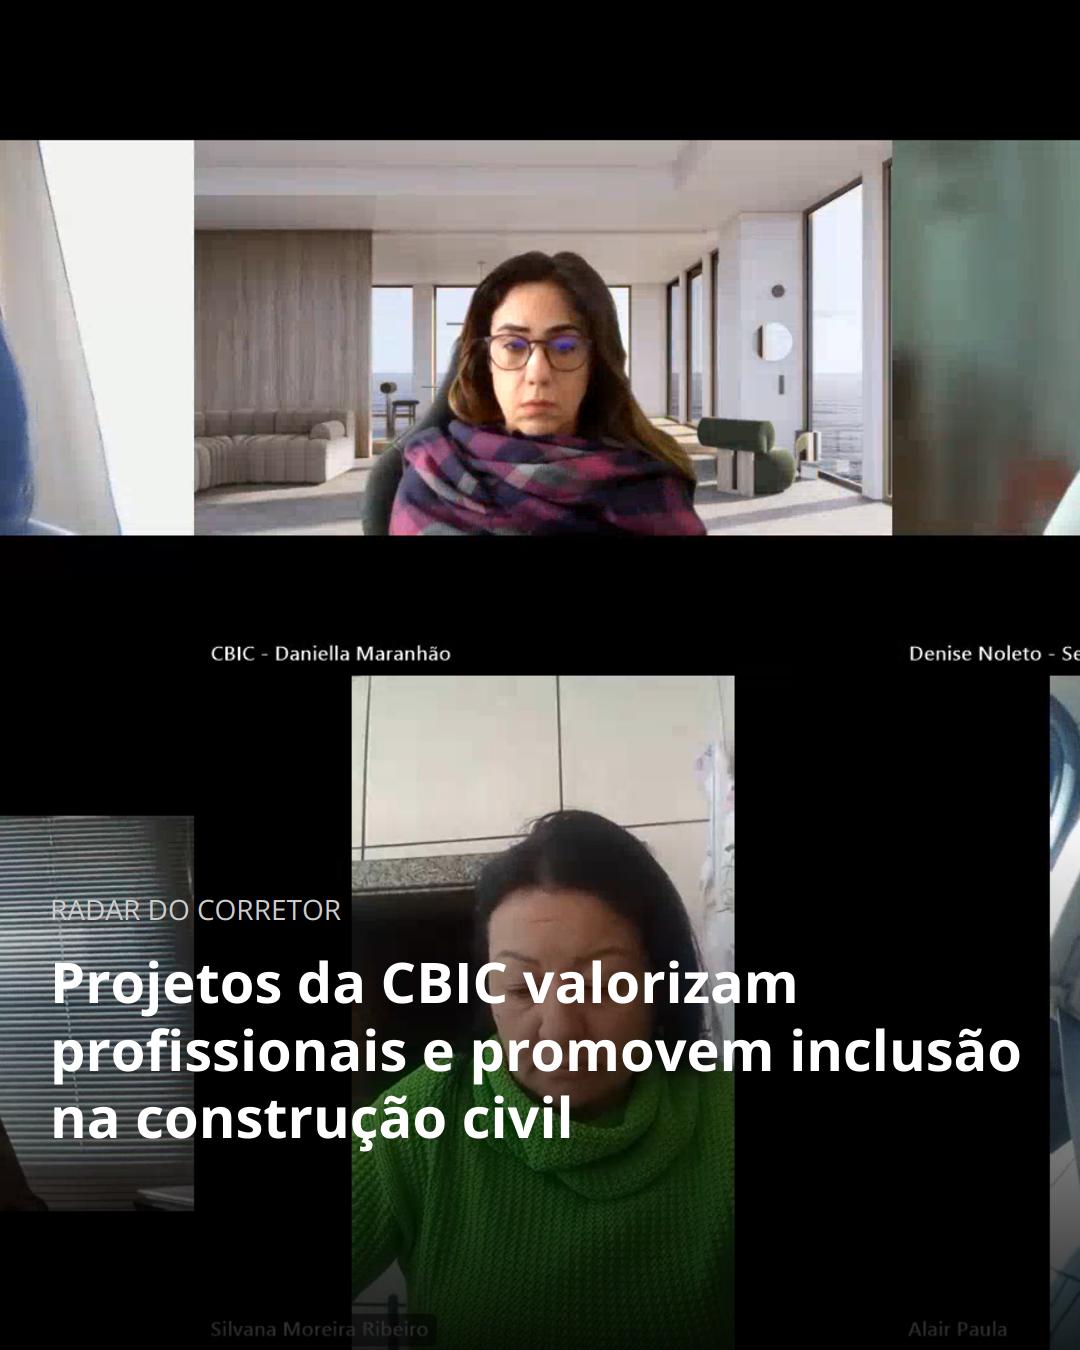 CBIC - Daniella Maranhão
Denise Noleto - Se
RADAR DO CORRETOR
Projetos da CBIC valorizam
profissionais e promovem inclusão
na construção civil
Silvana Moreira Ribeiro
Alair Paula